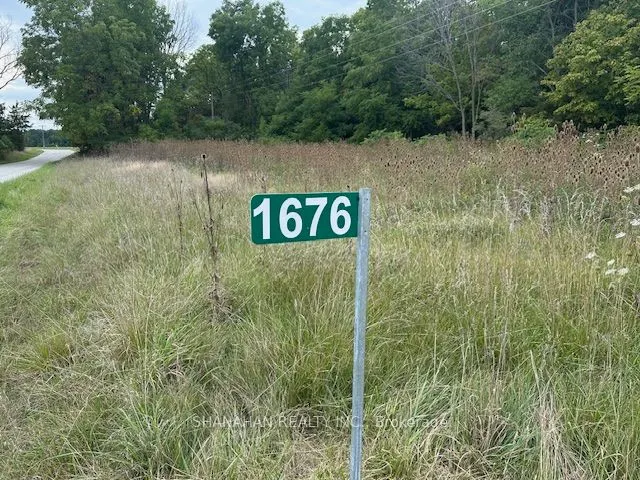 1676
SHANAHAN REALTY INC., Brokerage